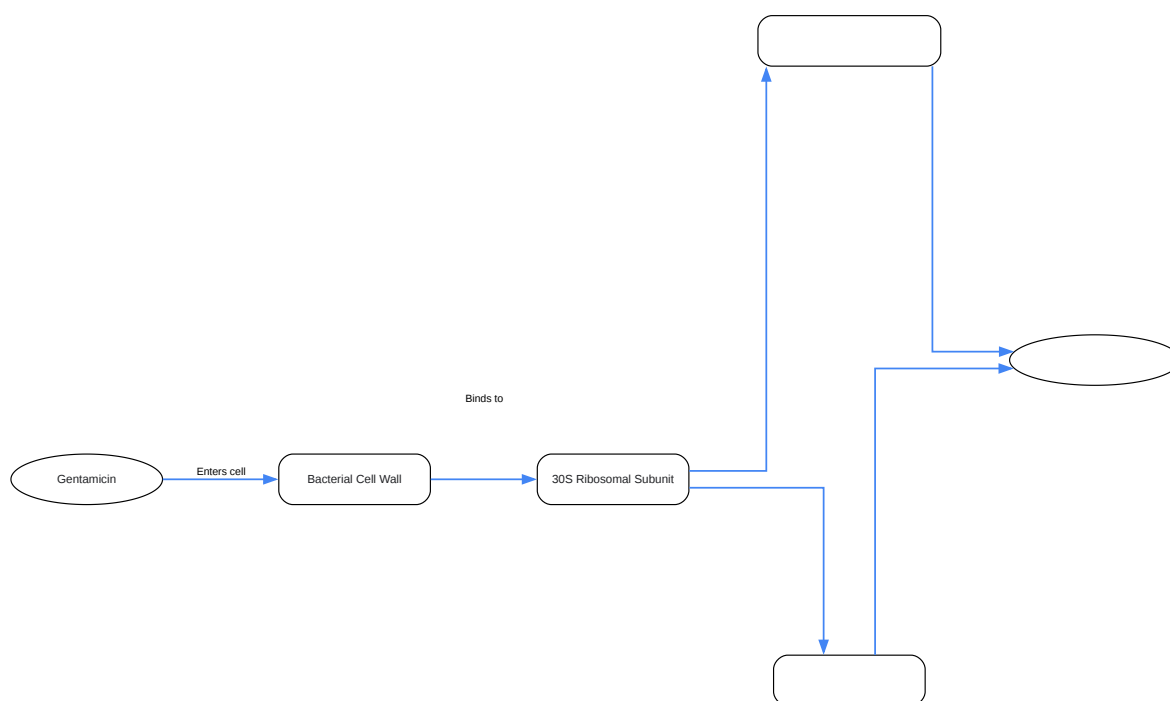 Binds to
Gentamicin
Enters cell
Bacterial Cell Wall
30S Ribosomal Subunit